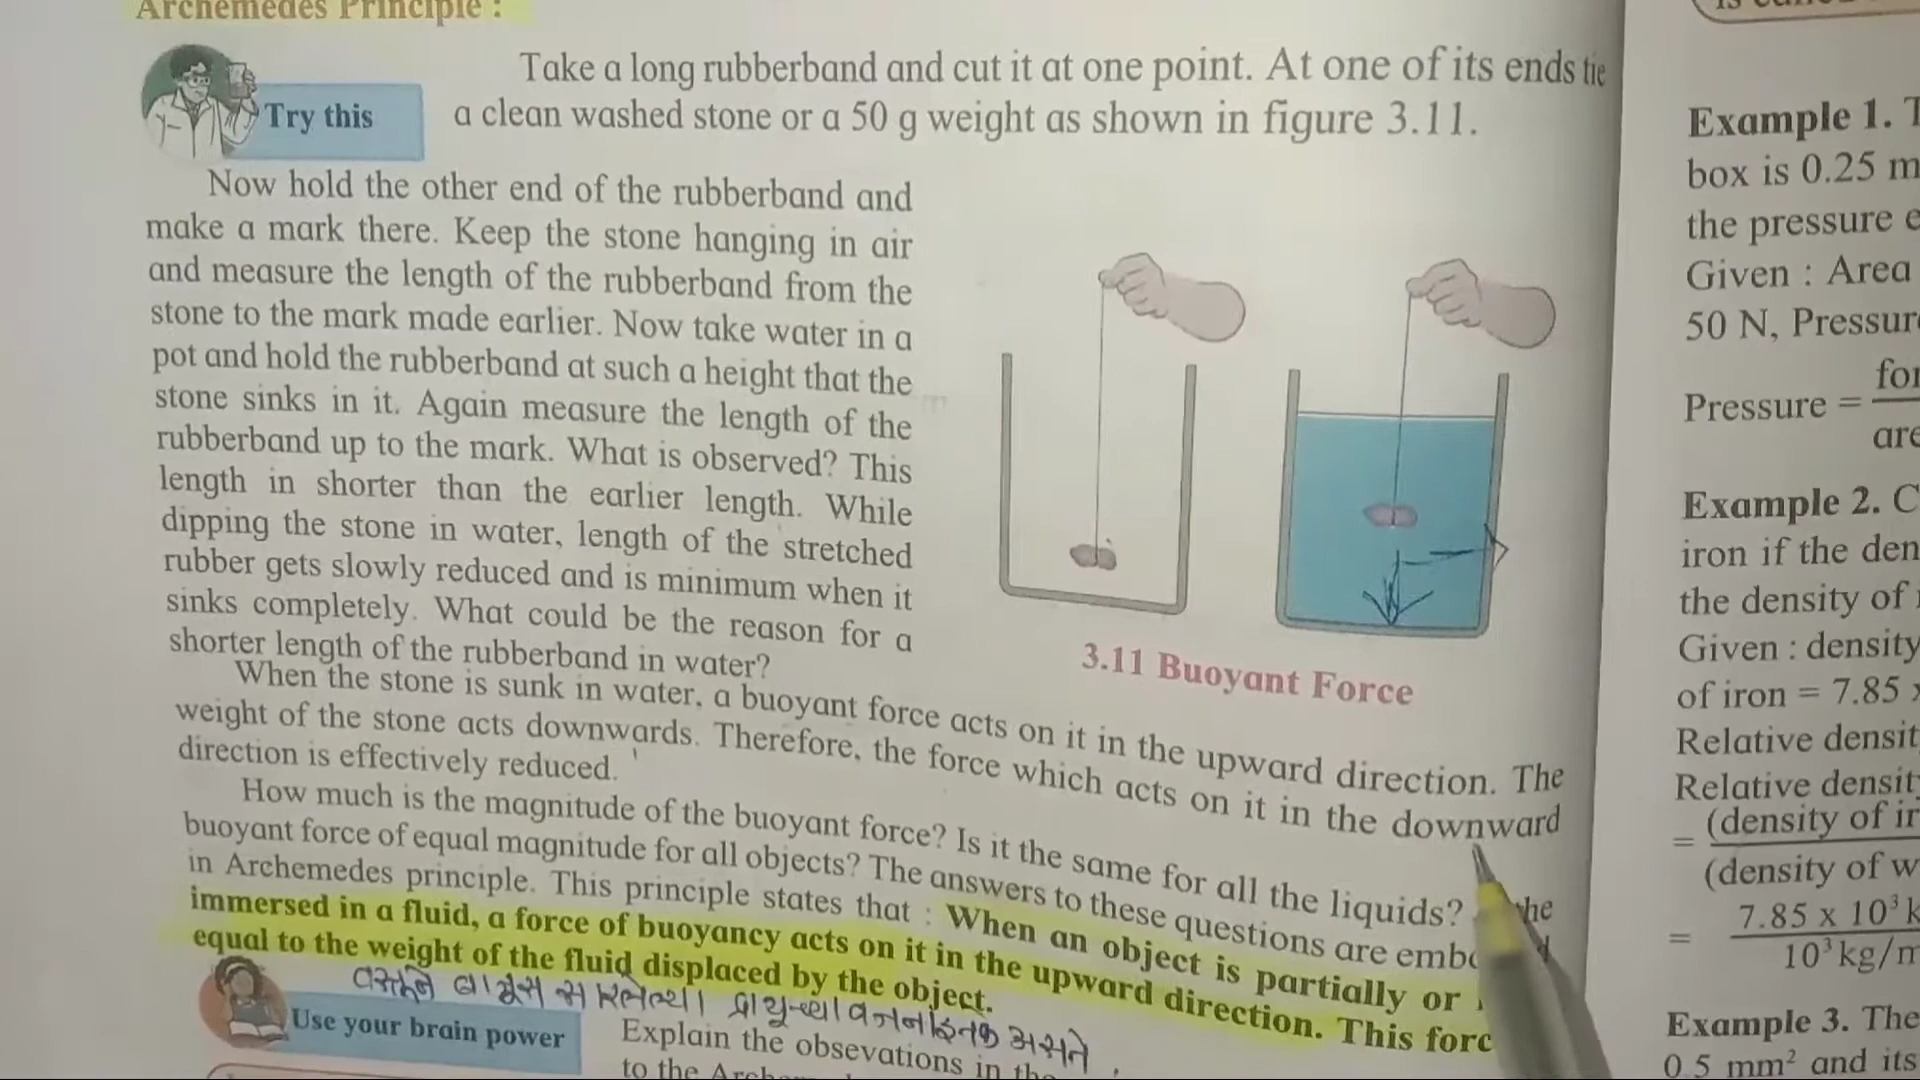 Archemedes Principle :
Take a long rubberband and cut it at one point. At one of its ends tie
Try this
a clean washed stone or a 50 g weight as shown in figure 3.11.
Now hold the other end of the rubberband and
make a mark there. Keep the stone hanging in air
and measure the length of the rubberband from the
stone to the mark made earlier. Now take water in a
pot and hold the rubberband at such a height that the
stone sinks in it. Again measure the length of the
rubberband up to the mark. What is observed? This
length in shorter than the earlier length. While
dipping the stone in water, length of the stretched
rubber gets slowly reduced and is minimum when it
sinks completely. What could be the reason for a
shorter length of the rubberband in water?
3.11 Buoyant Force
When the stone is sunk in water, a buoyant force acts on it in the upward direction. The
weight of the stone acts downwards. Therefore, the force which acts on it in the downward
direction is effectively reduced.
How much is the magnitude of the buoyant force? Is it the same for all the liquids?
buoyant force of equal magnitude for all objects? The answers to these questions are
in Archemedes principle. This principle states that : When an object is partially or
immersed in a fluid, a force of buoyancy acts on it in the upward direction. This
equal to the weight of the fluid displaced by the object.
Use your brain power
Explain the obsevations in the
to the
Example 1.
box is 0.25 m
the pressure
Given : Area
50 N,
Pressure =
Example 2.
iron if the
the density of
Given : density
of iron = 7.85 x
Relative
Relative
= (density of
(density of
= 7.85 x 10³
10³ kg/m
Example 3. The
0.5 mm² and its